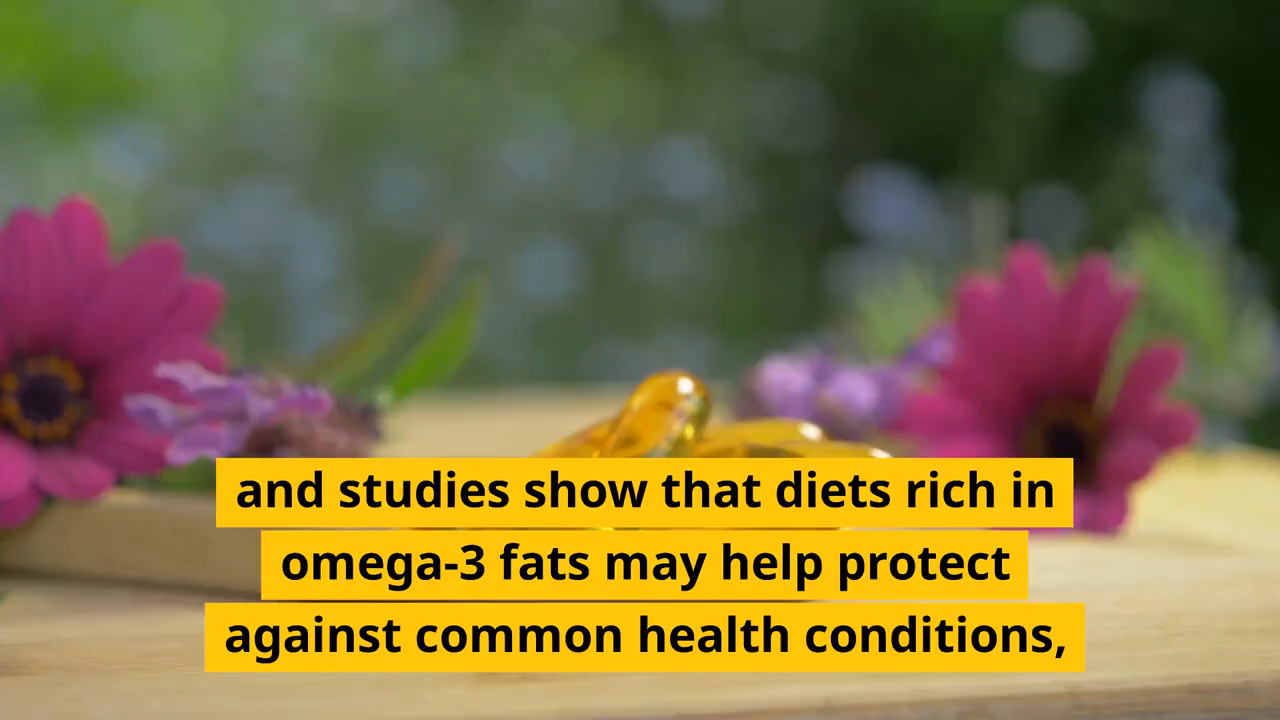 and studies show that diets rich in
omega-3 fats may help protect
against common health conditions,